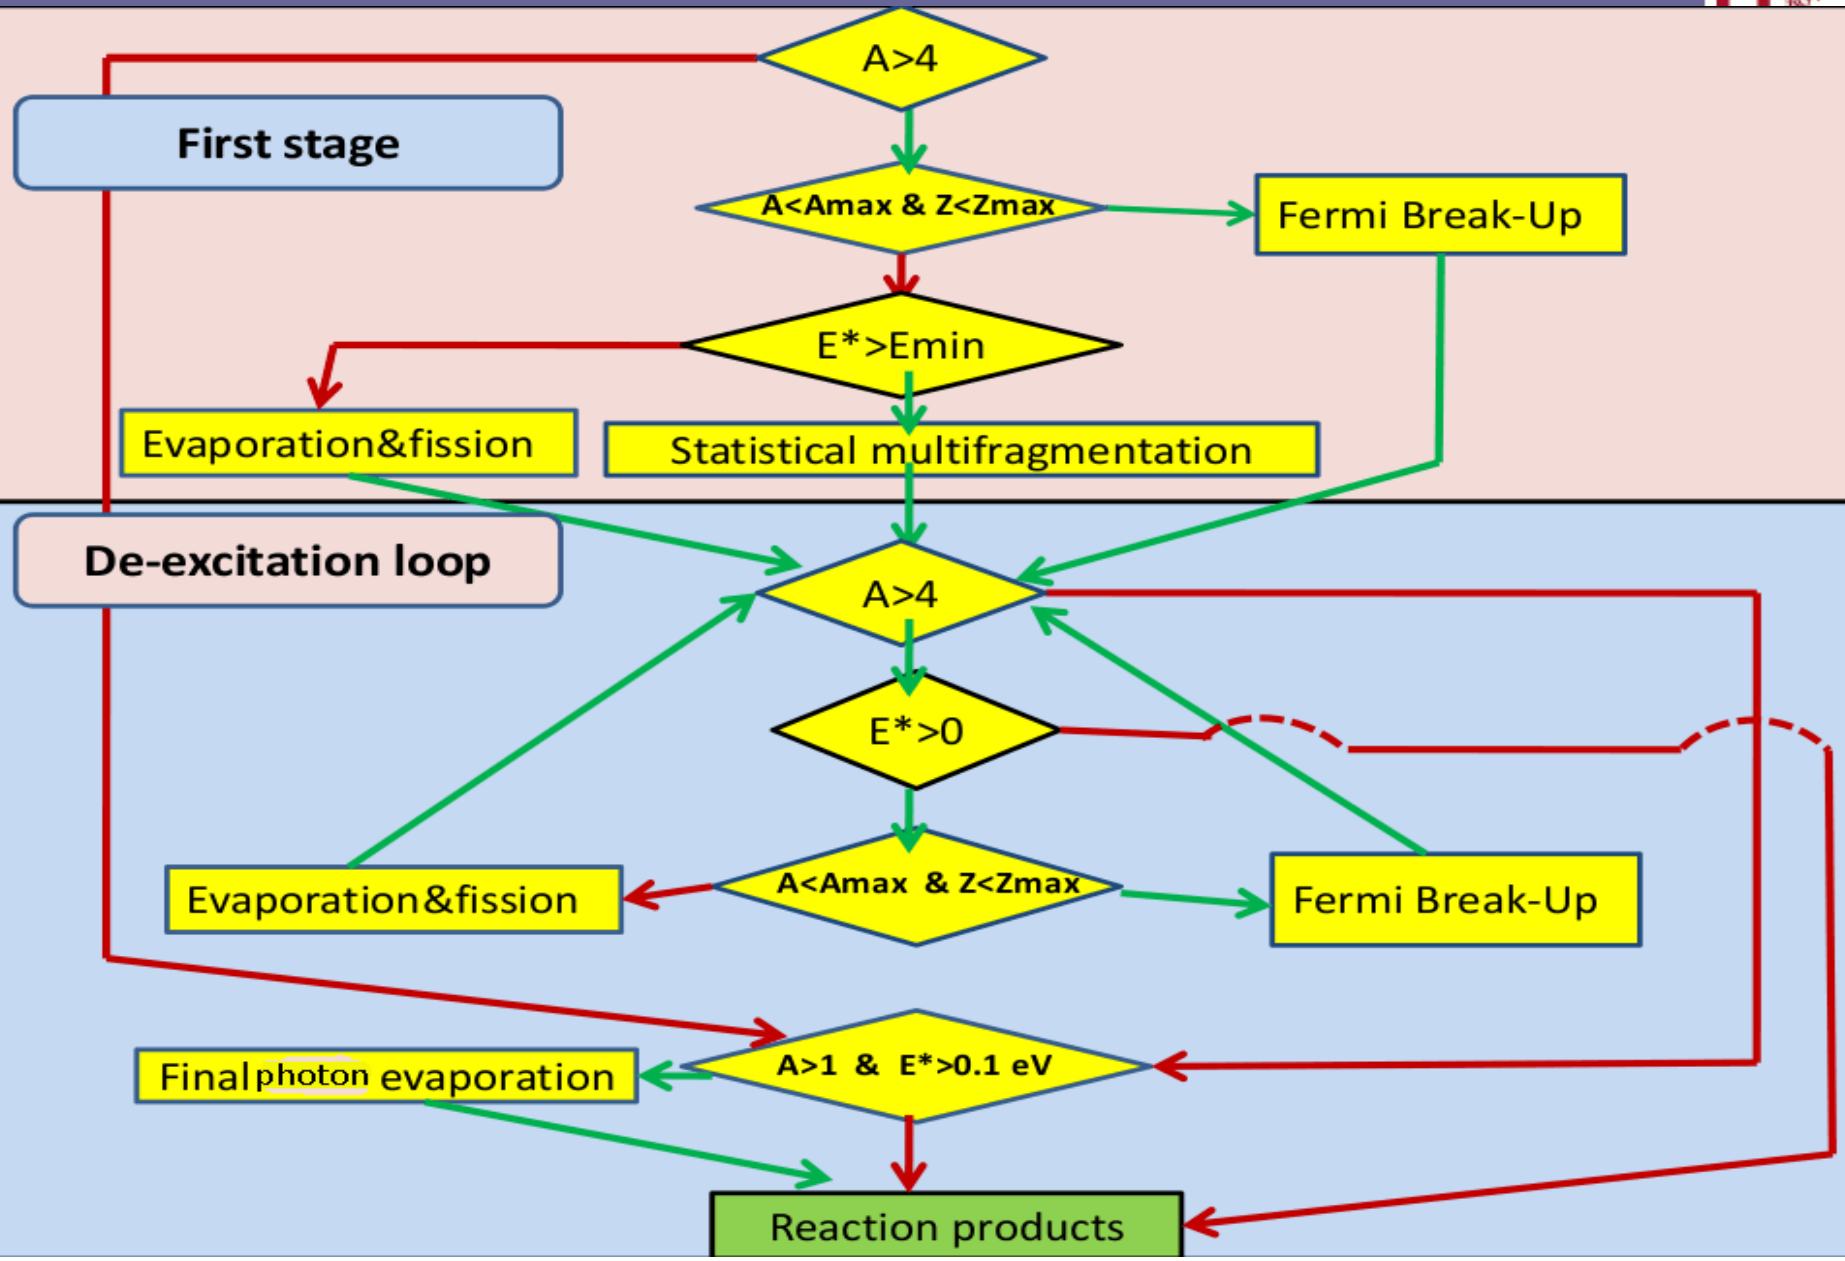 A>4
First stage
A<Amax & Z<Zmax
Fermi Break-Up
E*>Emin
Evaporation&fission
Statistical multifragmentation
De-excitation loop
A>4
E*>0
A<Amax & Z<Zmax
Evaporation&fission
Fermi Break-Up
A>1 & E*>0.1 eV
Final photon evaporation
Reaction products